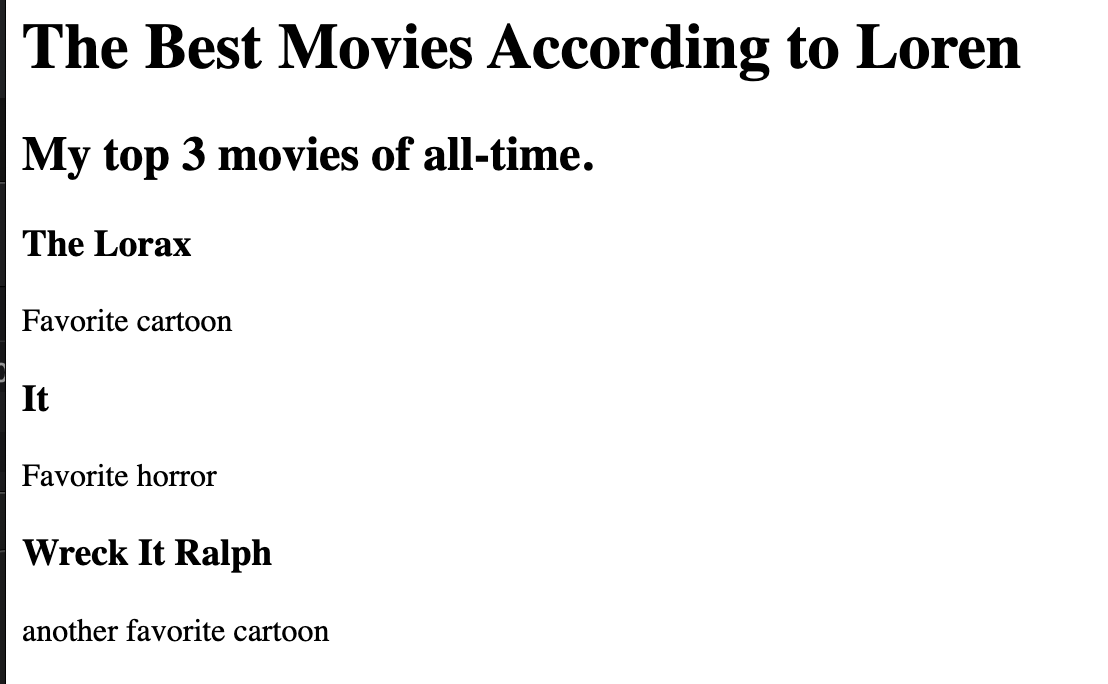 The Best Movies According to Loren
My top 3 movies of all-time.
The Lorax
Favorite cartoon
It
Favorite horror
Wreck It Ralph
another favorite cartoon